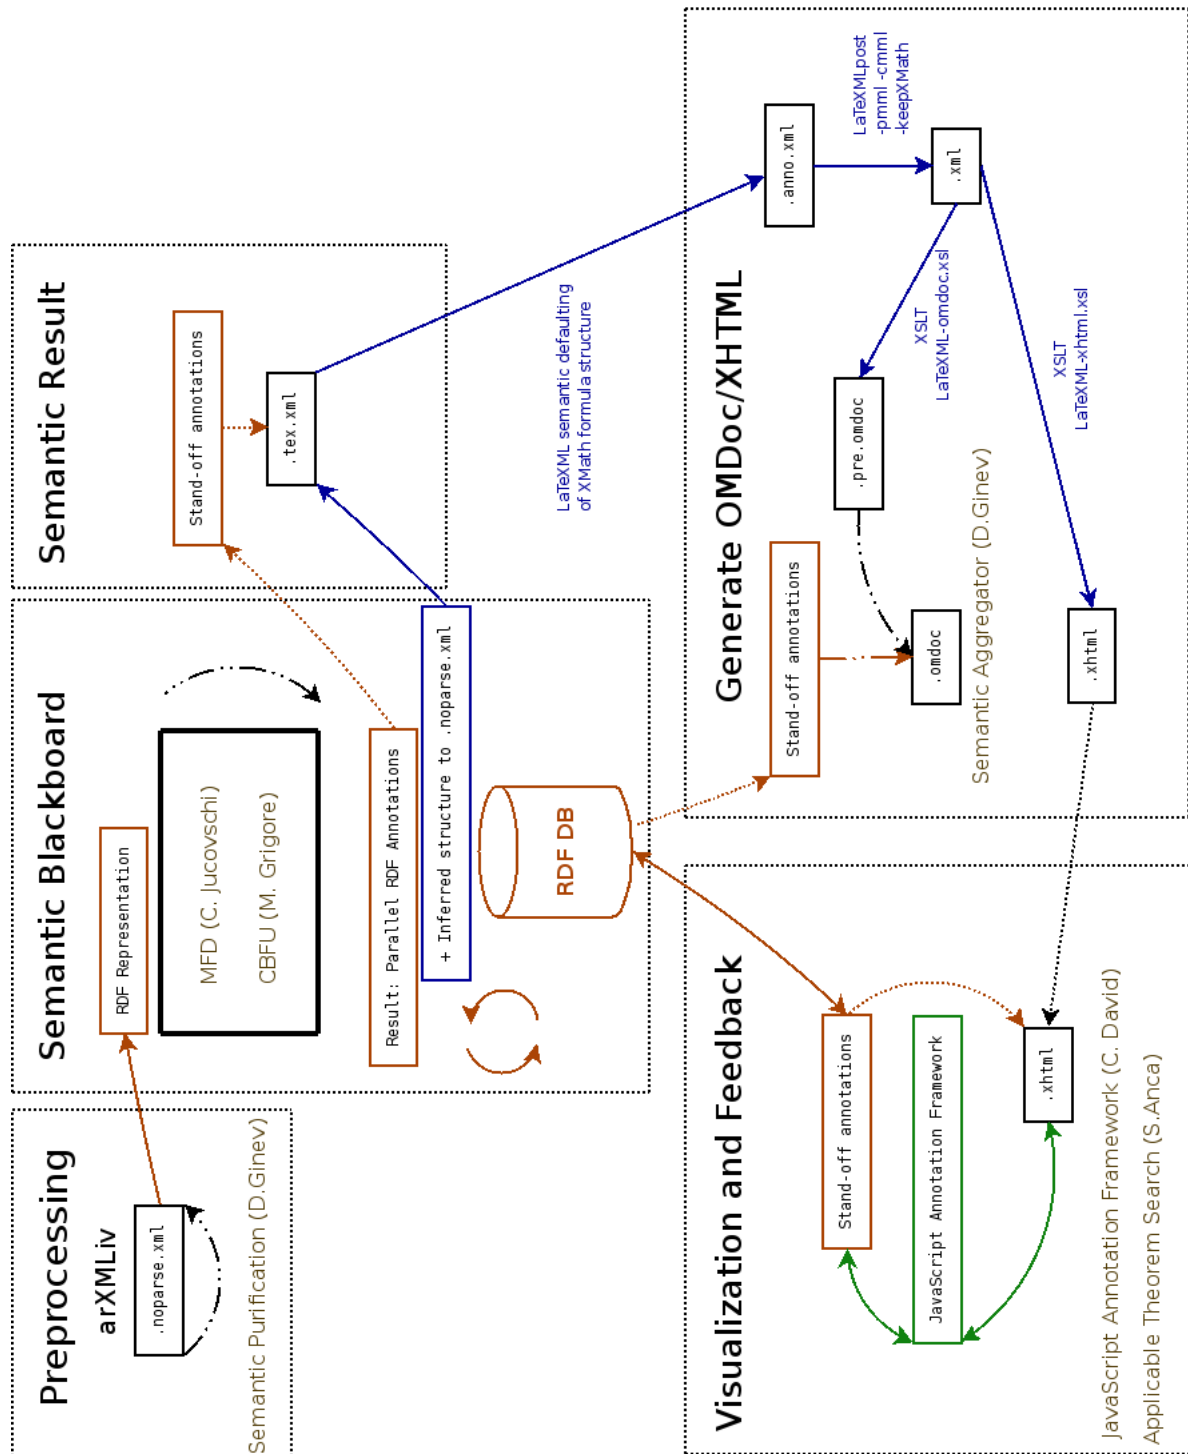 Preprocessing
arXMLiv
.noparse.xml
Semantic Purification (D.Ginev)
Semantic Blackboard
RDF Representation
MFD (C. Jucovschi)
CBFU (M. Grigore)
Result: Parallel RDF Annotations
+ Inferred structure to .noparse.xml
RDF DB
Semantic Result
Stand-off annotations
.tex.xml
LaTeXML semantic defaulting
of XMath formula structure
Visualization and Feedback
Stand-off annotations
JavaScript Annotation Framework
.xhtml
JavaScript Annotation Framework (C. David)
Applicable Theorem Search (S.Anca)
Generate OMDoc/XHTML
Stand-off annotations
.omdoc
Semantic Aggregator (D.Ginev)
.xhtml
.pre.omdoc
XSLT
LaTeXML-omdoc.xsl
XSLT
LaTeXML-xhtml.xsl
.anno.xml
LaTeXMLpost
-pmml -cmml
-keepXMath
.xml